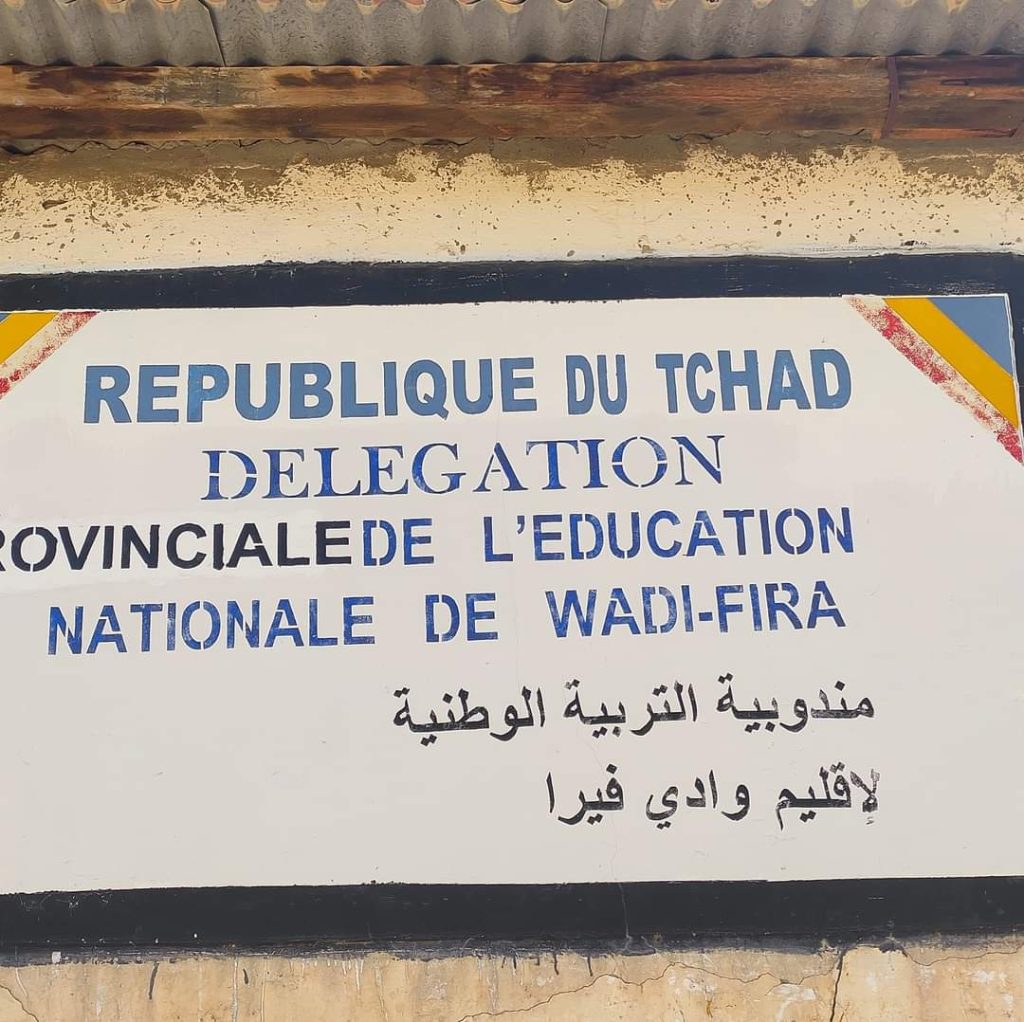 REPUBLIQUE DU TCHAD
DELEGATION
ROVINCIALE DE L'EDUCATION
NATIONALE DE WADI-FIRA
مندوبية التربية الوطنية
لإقليم وادي فيرا